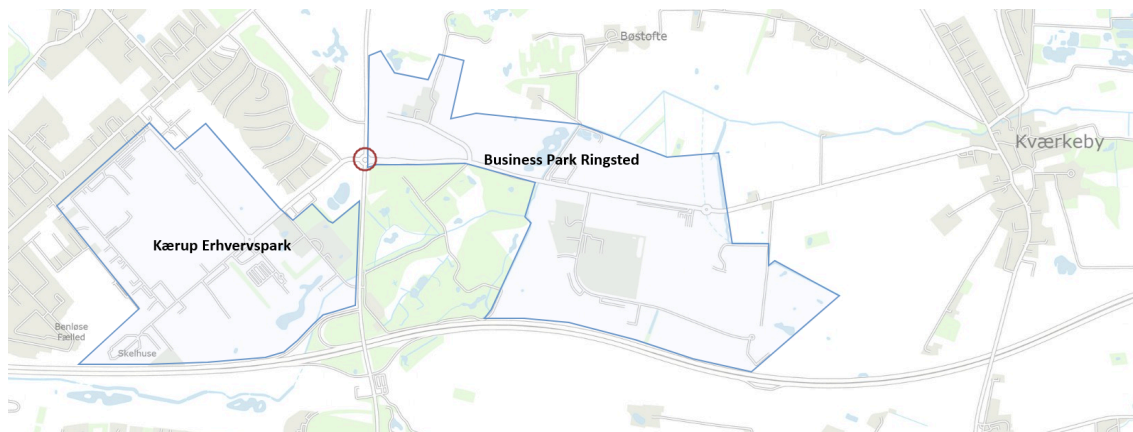 Bøstofte
Kværkeby
Business Park Ringsted
Kærup Erhvervspark
Benløse
Fælled
Skelhuse